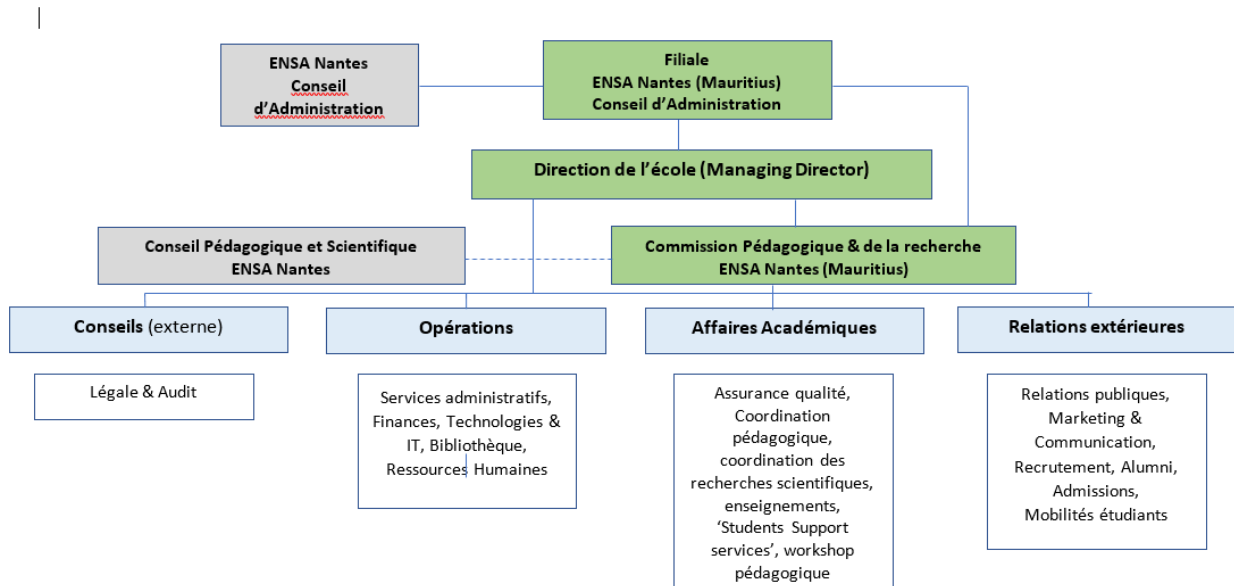 ENSA Nantes
Conseil
d’Administration
Filiale
ENSA Nantes (Mauritius)
Conseil d’Administration
Direction de l’école (Managing Director)
Conseil Pédagogique et Scientifique
ENSA Nantes
Commission Pédagogique & de la recherche
ENSA Nantes (Mauritius)
Conseils (externe)
Opérations
Affaires Académiques
Relations extérieures
Légale & Audit
Services administratifs,
Finances, Technologies &
IT, Bibliothèque,
Ressources Humaines
Assurance qualité,
Coordination
pédagogique,
coordination des
recherches scientifiques,
enseignements,
‘Students Support
services’, workshop
pédagogique
Relations publiques,
Marketing &
Communication,
Recrutement, Alumni,
Admissions,
Mobilités étudiants